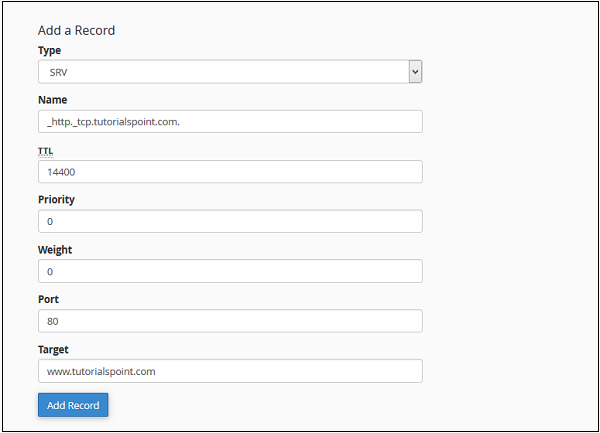 Add a Record
Type
SRV
Name
_http._tcp.tutorialspoint.com.
TTL
14400
Priority
0
Weight
0
Port
80
Target
www.tutorialspoint.com
Add Record